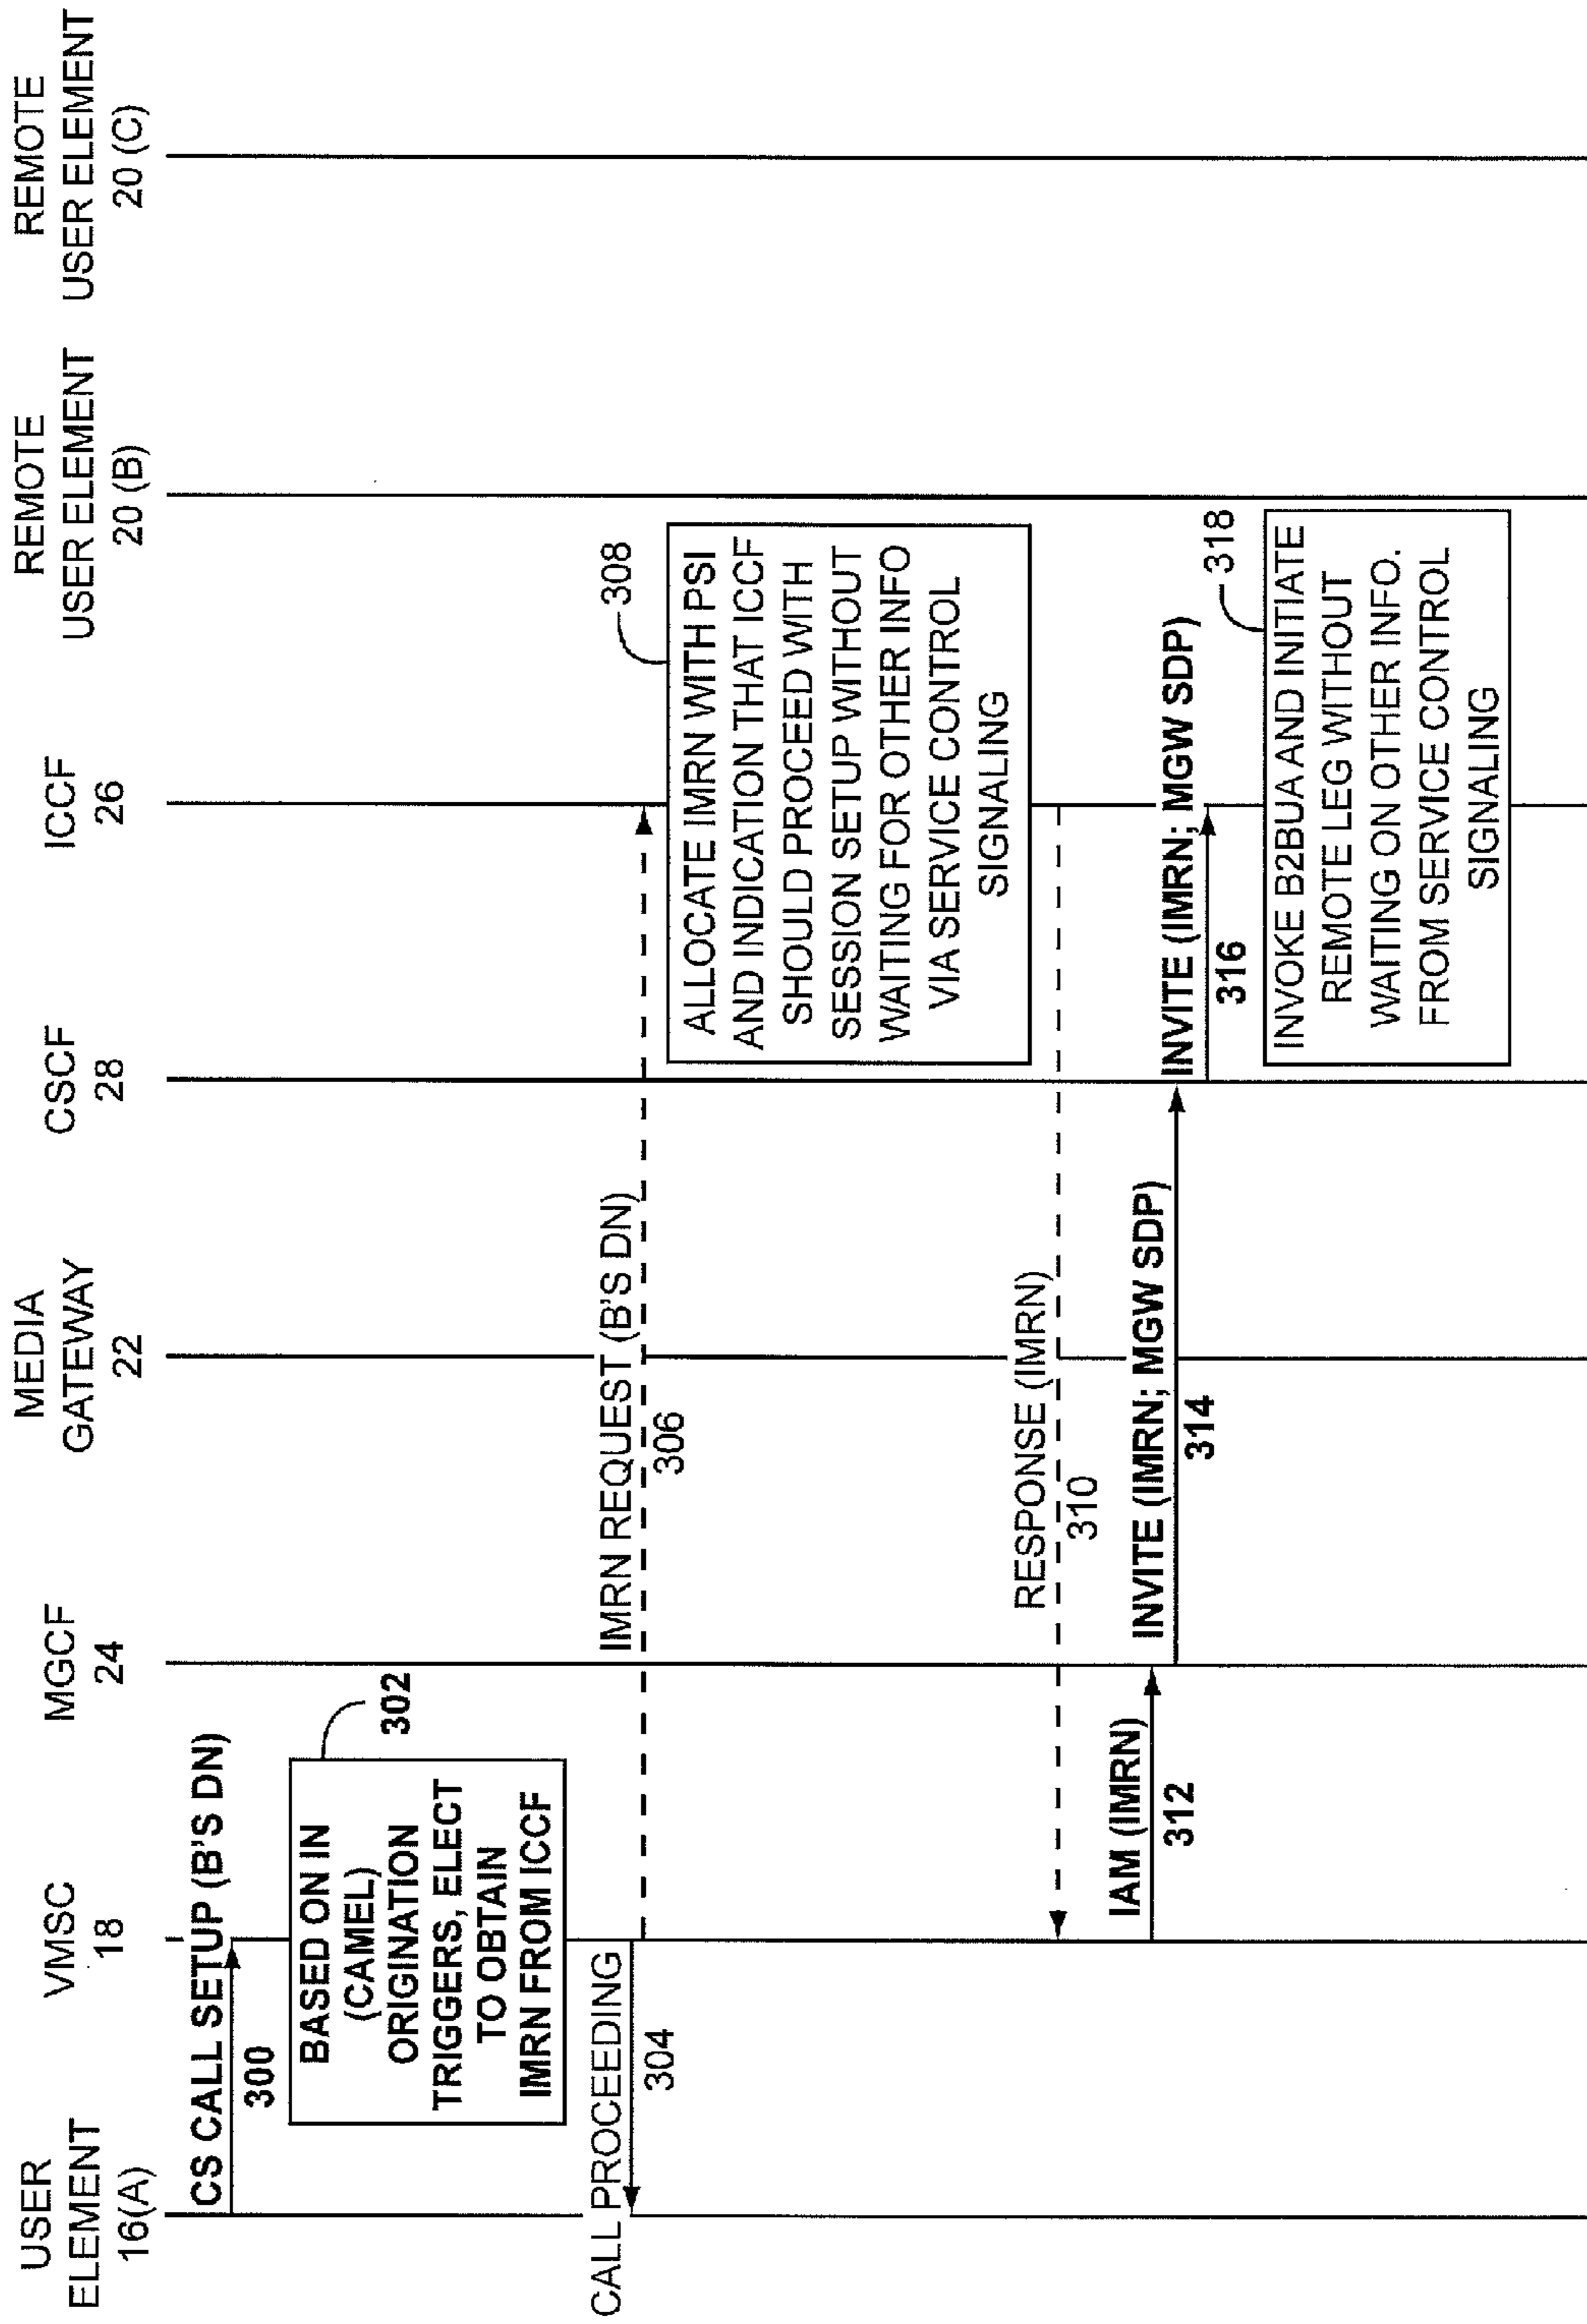 USER
ELEMENT
16(A)
VMSC
18
MGCF
24
MEDIA
GATEWAY
22
CSCF
28
ICCF
26
REMOTE
USER ELEMENT
20 (B)
REMOTE
USER ELEMENT
20 (C)
CS CALL SETUP (B'S DN)
300
302
BASED ON IN
(CAMEL)
ORIGINATION
TRIGGERS, ELECT
TO OBTAIN
IMRN FROM ICCF
CALL PROCEEDING
304
IMRN REQUEST (B'S DN)
306
308
ALLOCATE IMRN WITH PSI
AND INDICATION THAT ICCF
SHOULD PROCEED WITH
SESSION SETUP WITHOUT
WAITING FOR OTHER INFO
VIA SERVICE CONTROL
SIGNALING
RESPONSE (IMRN)
310
IAM (IMRN)
312
INVITE (IMRN; MGW SDP)
314
INVITE (IMRN; MGW SDP)
316
318
INVOKE B2BUA AND INITIATE
REMOTE LEG WITHOUT
WAITING ON OTHER INFO.
FROM SERVICE CONTROL
SIGNALING